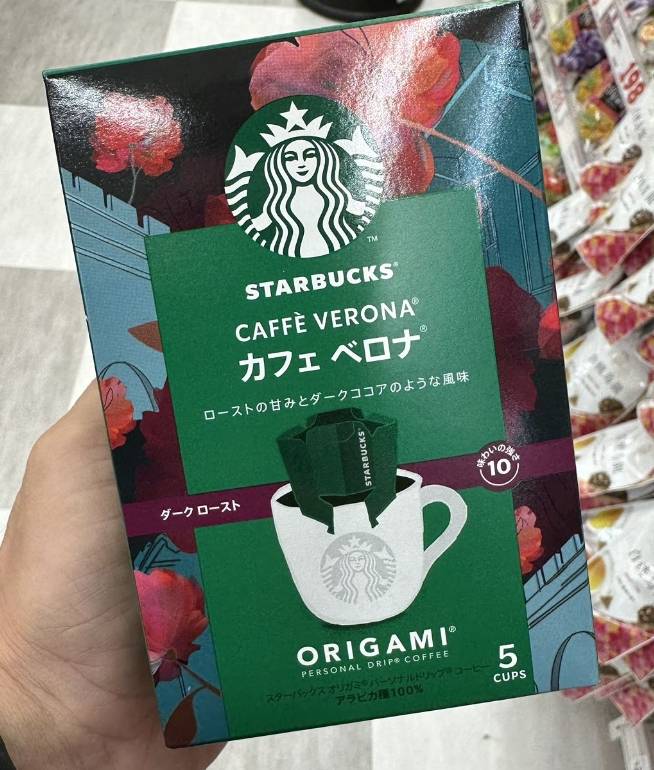 TM
STARBUCKS®
CAFFÈ VERONA®
カフェ ベロナ®
ローストの甘みとダークココアのような風味
STARBUCKS
味わいの強さ
10
ダーク ロースト
ORIGAMI®
PERSONAL DRIP® COFFEE
スターバックス オリガミ® パーソナルドリップ® コーヒー
アラビカ種100%
5
CUPS
198